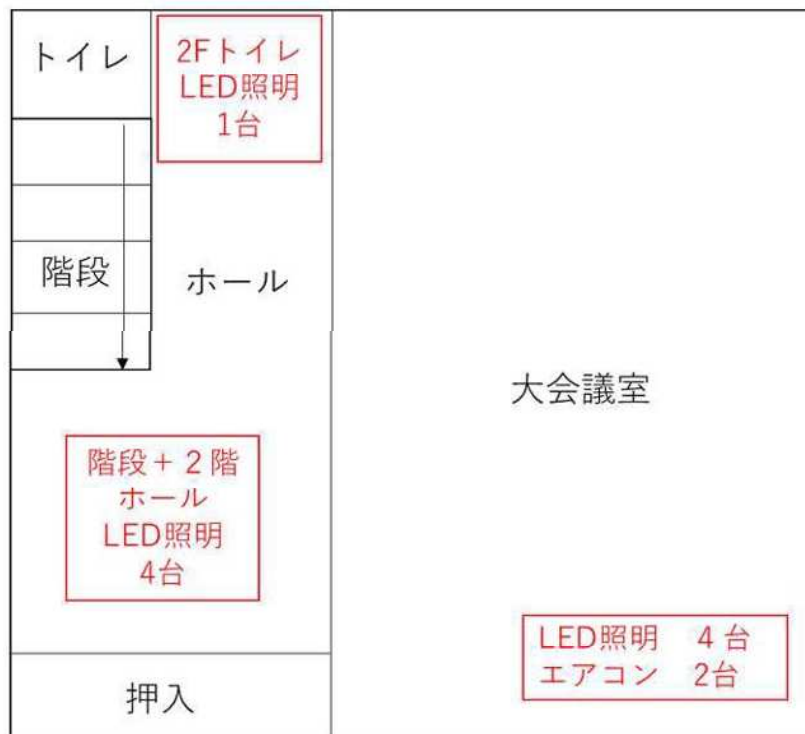 トイレ
2Fトイレ
LED照明
1台
階段
ホール
大会議室
階段＋２階
ホール
LED照明
4台
LED照明　４台
エアコン　2台
押入